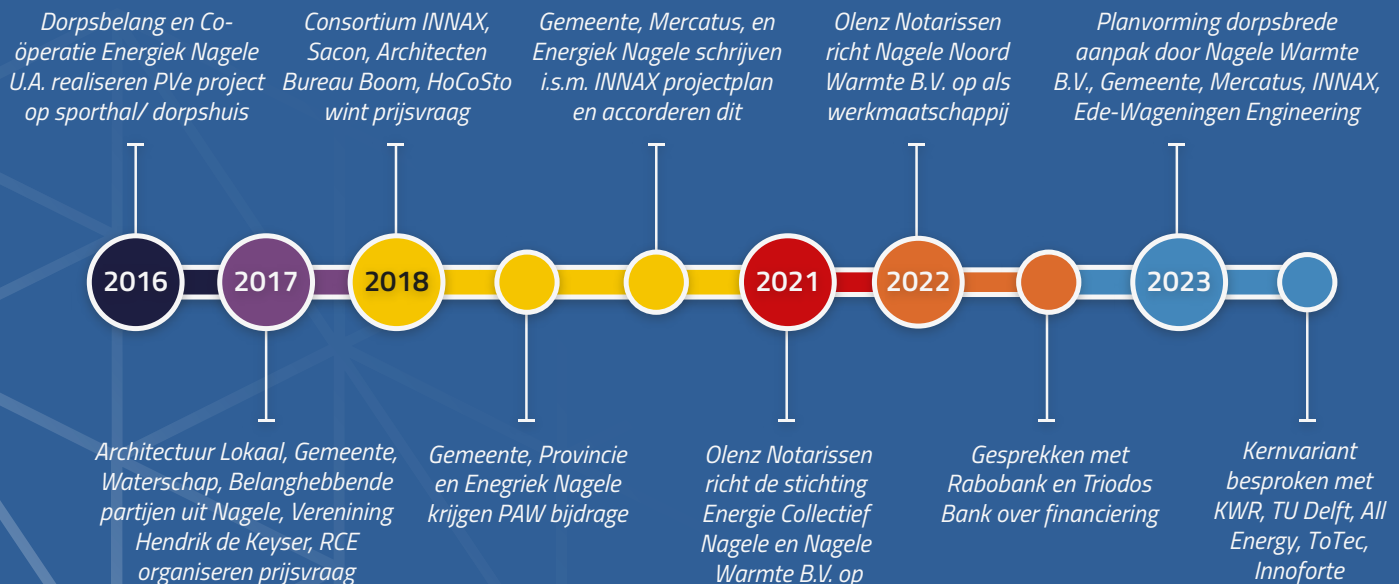 Dorpsbelang en Co-
öperatie Energiek Nagele
U.A. realiseren PVe project
op sporthal/ dorpshuis
Consortium INNAX,
Sacon, Architecten
Bureau Boom, HoCoSto
wint prijsvraag
Gemeente, Mercatus, en
Energiek Nagele schrijven
i.s.m. INNAX projectplan
en accorderen dit
Olenz Notarissen
richt Nagele Noord
Warmte B.V. op als
werkmaatschappij
Planvorming dorpsbrede
aanpak door Nagele Warmte
B.V., Gemeente, Mercatus, INNAX,
Ede-Wageningen Engineering
2016
2017
2018
2021
2022
2023
Architectuur Lokaal, Gemeente,
Waterschap, Belanghebbende
partijen uit Nagele, Verenining
Hendrik de Keyser, RCE
organiseren prijsvraag
Gemeente, Provincie
en Enegriek Nagele
krijgen PAW bijdrage
Olenz Notarissen
richt de stichting
Energie Collectief
Nagele en Nagele
Warmte B.V. op
Gesprekken met
Rabobank en Triodos
Bank over financiering
Kernvariant
besproken met
KWR, TU Delft, All
Energy, ToTec,
Innoforte